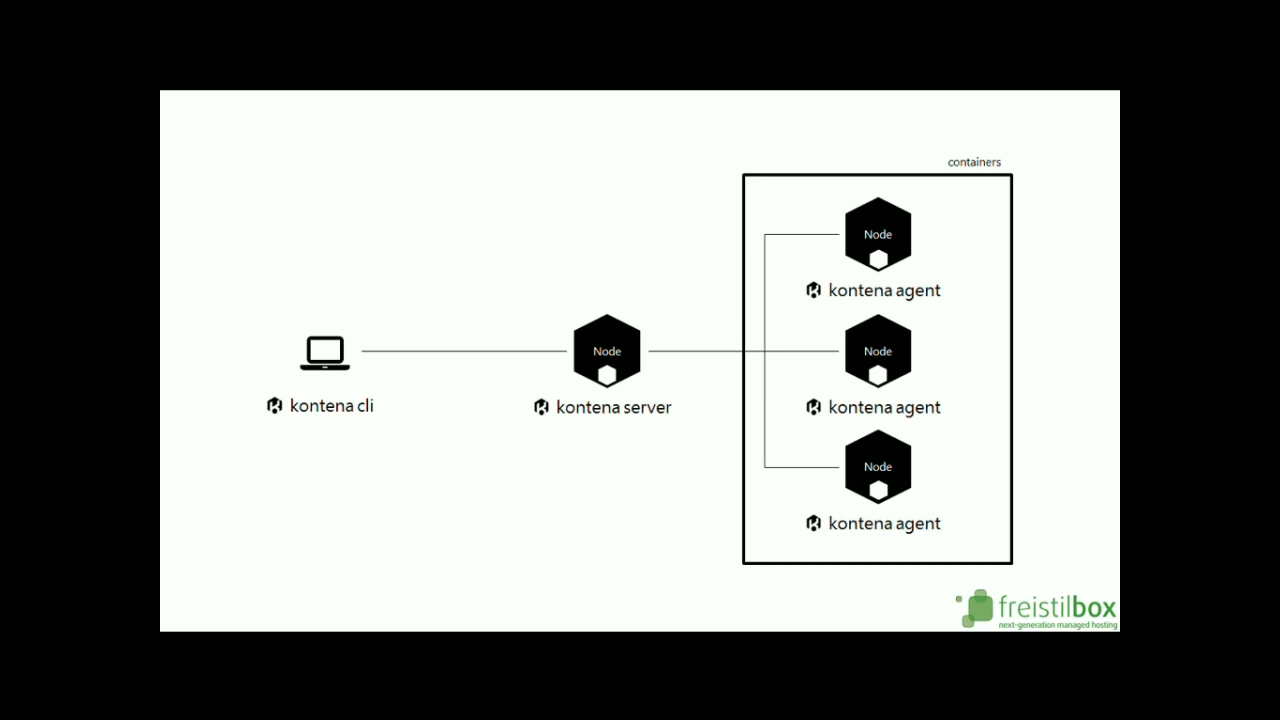 containers
Node
kontena agent
Node
Node
kontena cli
kontena server
kontena agent
Node
kontena agent
freistilbox
next-generation managed hosting